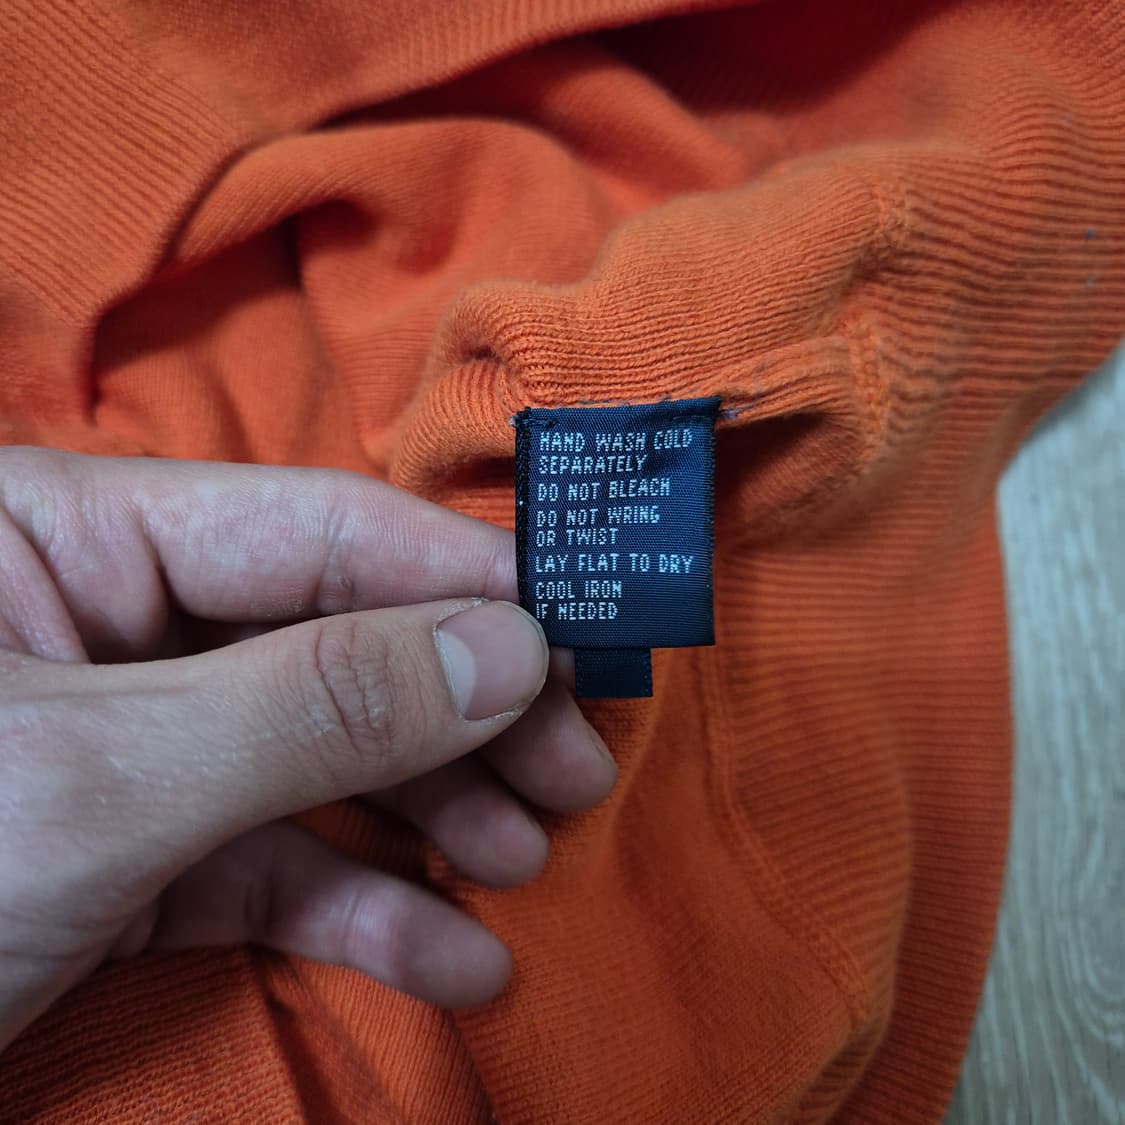 HAND WASH COLD
SEPARATELY
DO NOT BLEACH
DO NOT WRING
OR TWIST
LAY FLAT TO DRY
COOL IRON
IF NEEDED